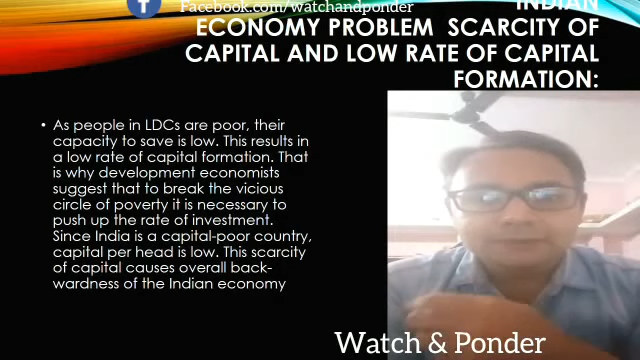 Facebook.com/watchandponder
INDIAN
ECONOMY PROBLEM SCARCITY OF
CAPITAL AND LOW RATE OF CAPITAL
FORMATION:
• As people in LDCs are poor, their
capacity to save is low. This results in
a low rate of capital formation. That
is why development economists
suggest that to break the vicious
circle of poverty it is necessary to
push up the rate of investment.
Since India is a capital-poor country,
capital per head is low. This scarcity
of capital causes overall back-
wardness of the Indian economy
Watch & Ponder